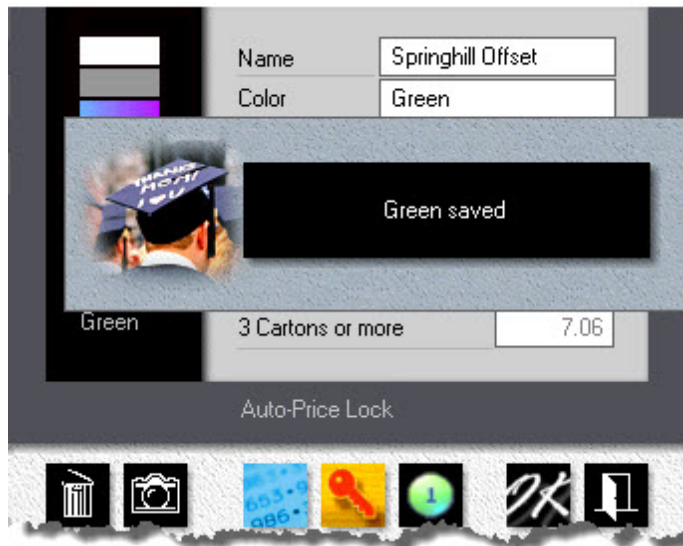 Name Springhill Offset
Color Green
THANKS
MOM!
I ♥ U
Green saved
Green
3 Cartons or more 7.06
Auto-Price Lock
653.9
986.
1
OK